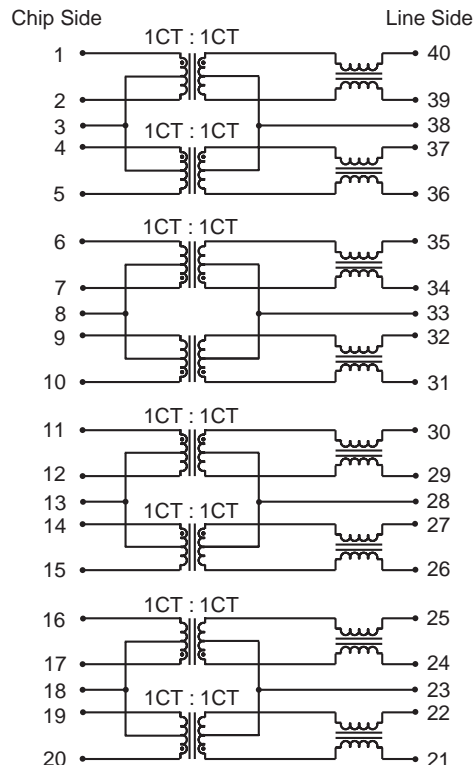 Chip Side Line Side
1CT : 1CT
1 40
2 39
3 38
4 1CT : 1CT 37
5 36
1CT : 1CT
6 35
7 34
8 33
9 32
10 31
1CT : 1CT
11 30
12 29
13 28
14 1CT : 1CT 27
15 26
1CT : 1CT
16 25
17 24
18 23
19 1CT : 1CT 22
20 21